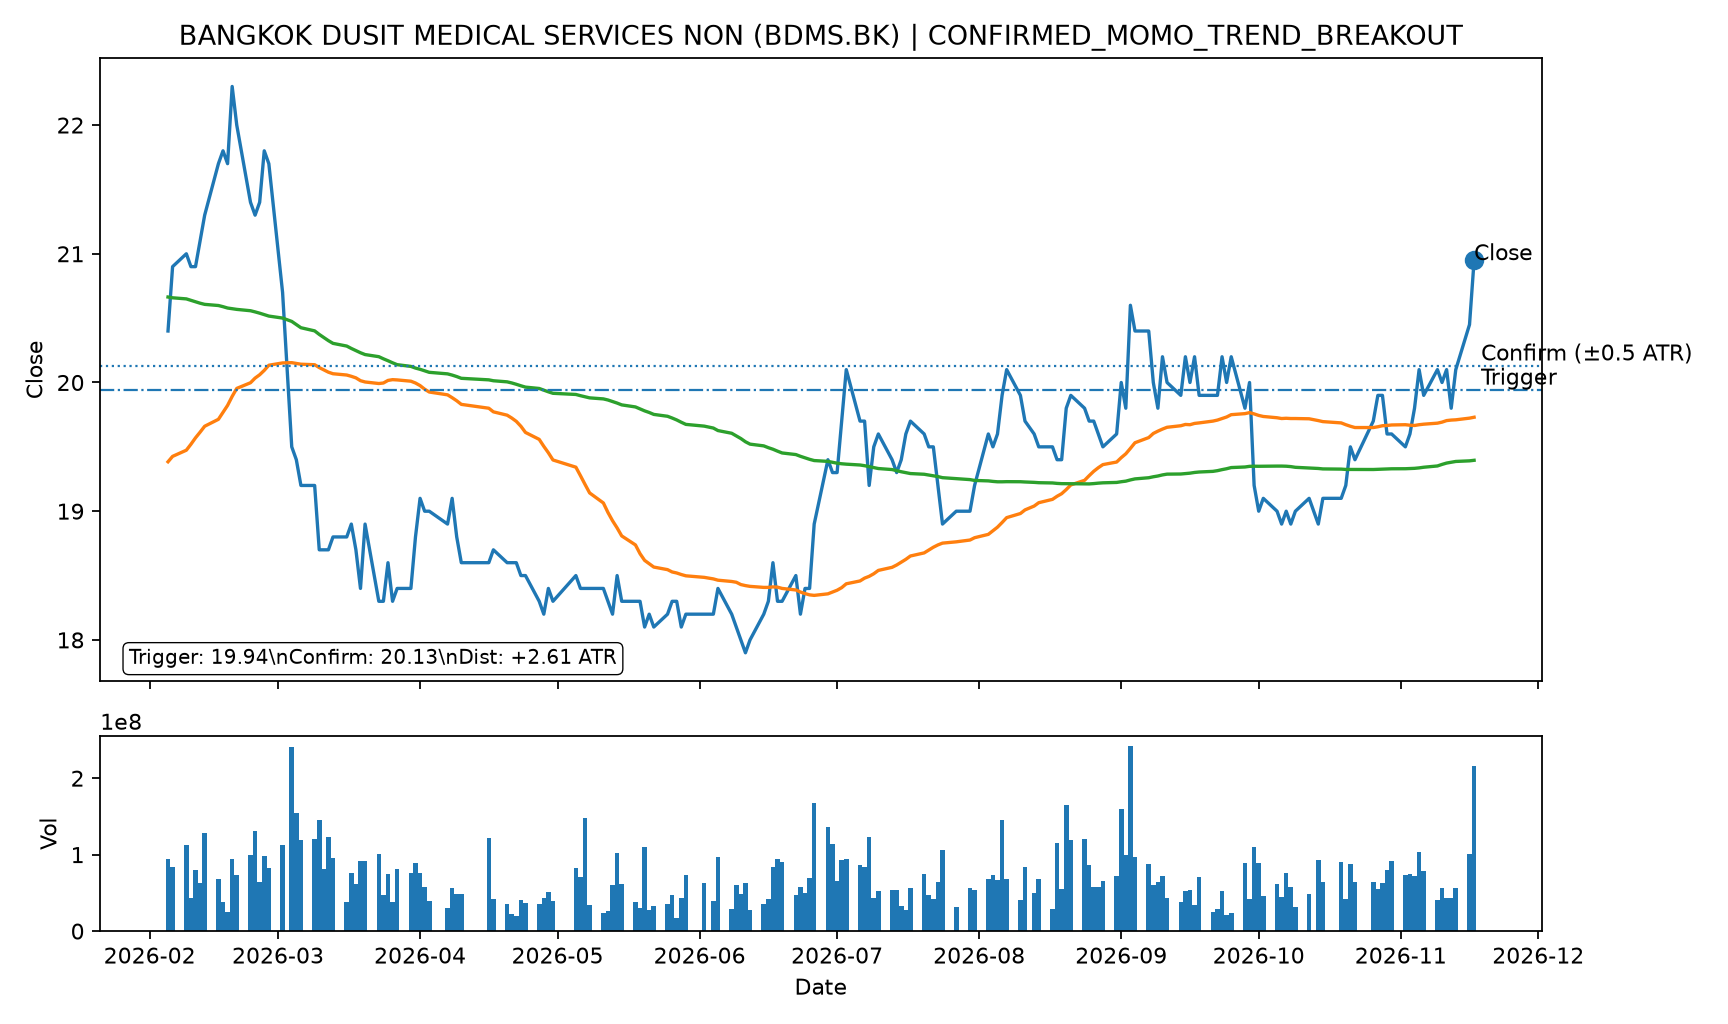 BANGKOK DUSIT MEDICAL SERVICES NON (BDMS.BK) | CONFIRMED_MOMO_TREND_BREAKOUT
Close
22
21
20
19
18
Close
Confirm (±0.5 ATR)
Trigger
Trigger: 19.94\nConfirm: 20.13\nDist: +2.61 ATR
1e8
Vol
2
1
0
2026-02 2026-03 2026-04 2026-05 2026-06 2026-07 2026-08 2026-09 2026-10 2026-11 2026-12
Date